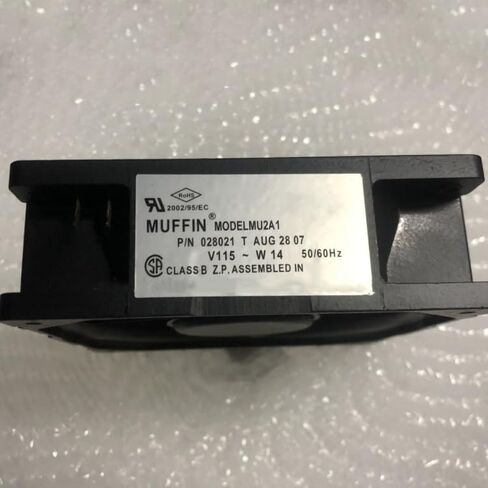 RoHS
2002/95/EC
MUFFIN® MODELMU2A1
P/N 028021 T AUG 28 07
V115 ~ W 14 50/60Hz
CLASS B Z.P. ASSEMBLED IN